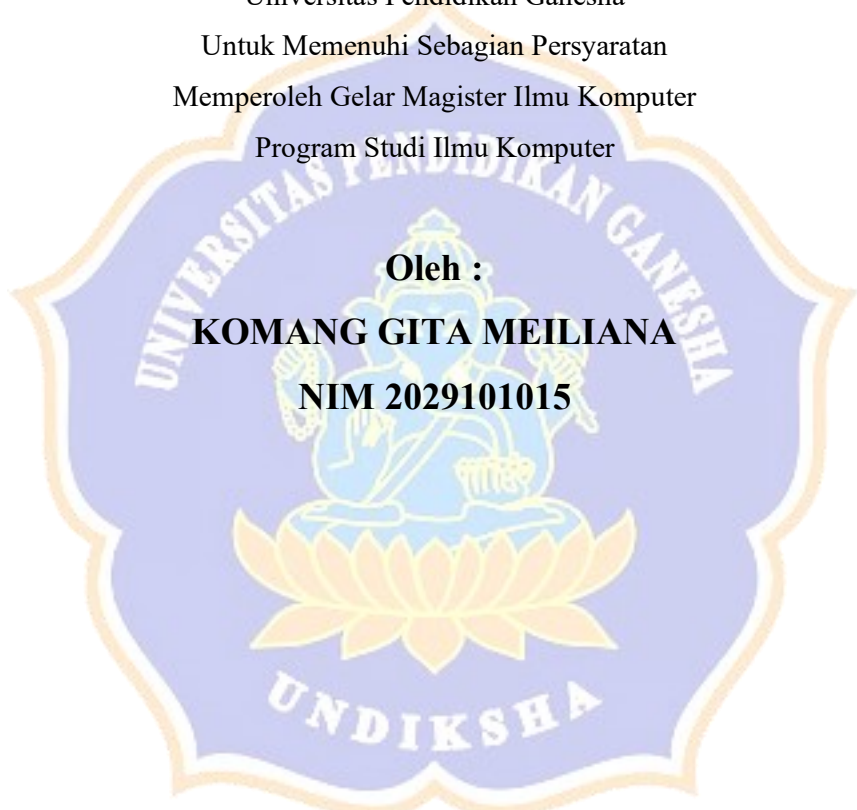 Universitas Pendidikan Ganesha
Untuk Memenuhi Sebagian Persyaratan
Memperoleh Gelar Magister Ilmu Komputer
Program Studi Ilmu Komputer
UNIVERSITAS PENDIDIKAN GANESHA
Oleh :
KOMANG GITA MEILIANA
NIM 2029101015
UNDIKSHA